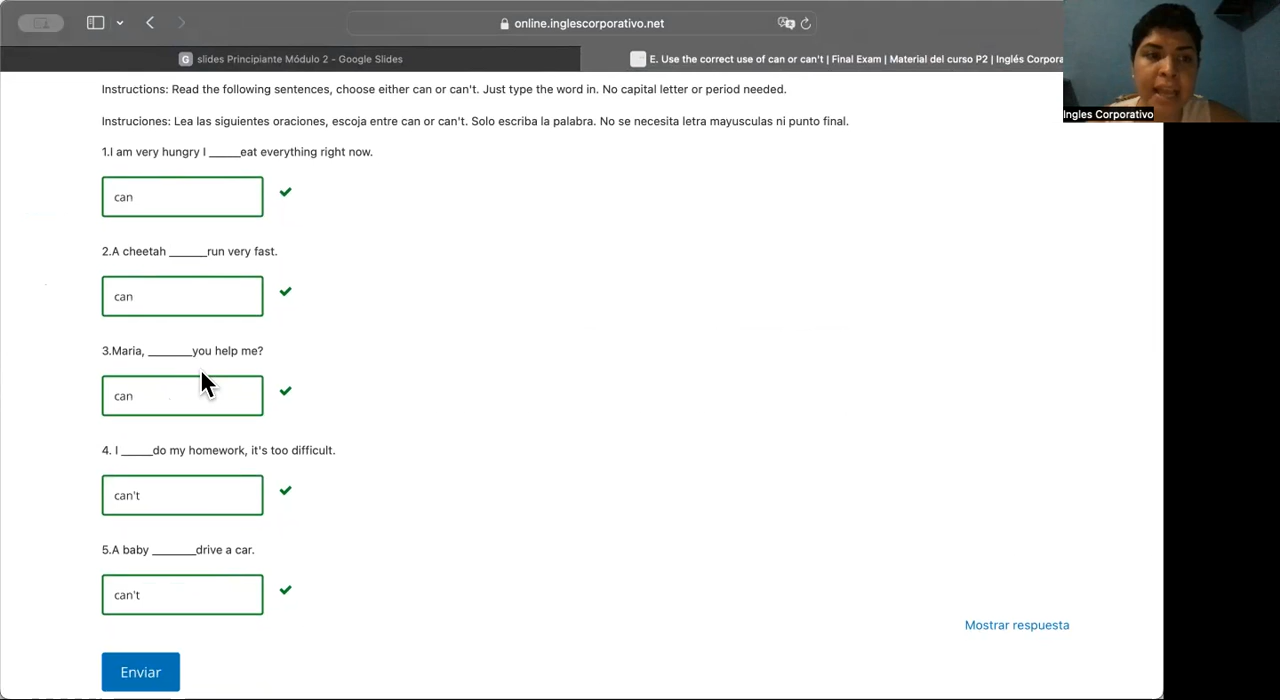 online.inglescorporativo.net
G slides Principiante Módulo 2 - Google Slides
E. Use the correct use of can or can't | Final Exam | Material del curso P2 | Inglés Corpora
Ingles Corporativo
Instructions: Read the following sentences, choose either can or can't. Just type the word in. No capital letter or period needed.
Instruciones: Lea las siguientes oraciones, escoja entre can or can't. Solo escriba la palabra. No se necesita letra mayusculas ni punto final.
1.I am very hungry I _____eat everything right now.
can
2.A cheetah ______run very fast.
can
3.Maria, _______you help me?
can
4. I _____do my homework, it's too difficult.
can't
5.A baby _______drive a car.
can't
Mostrar respuesta
Enviar